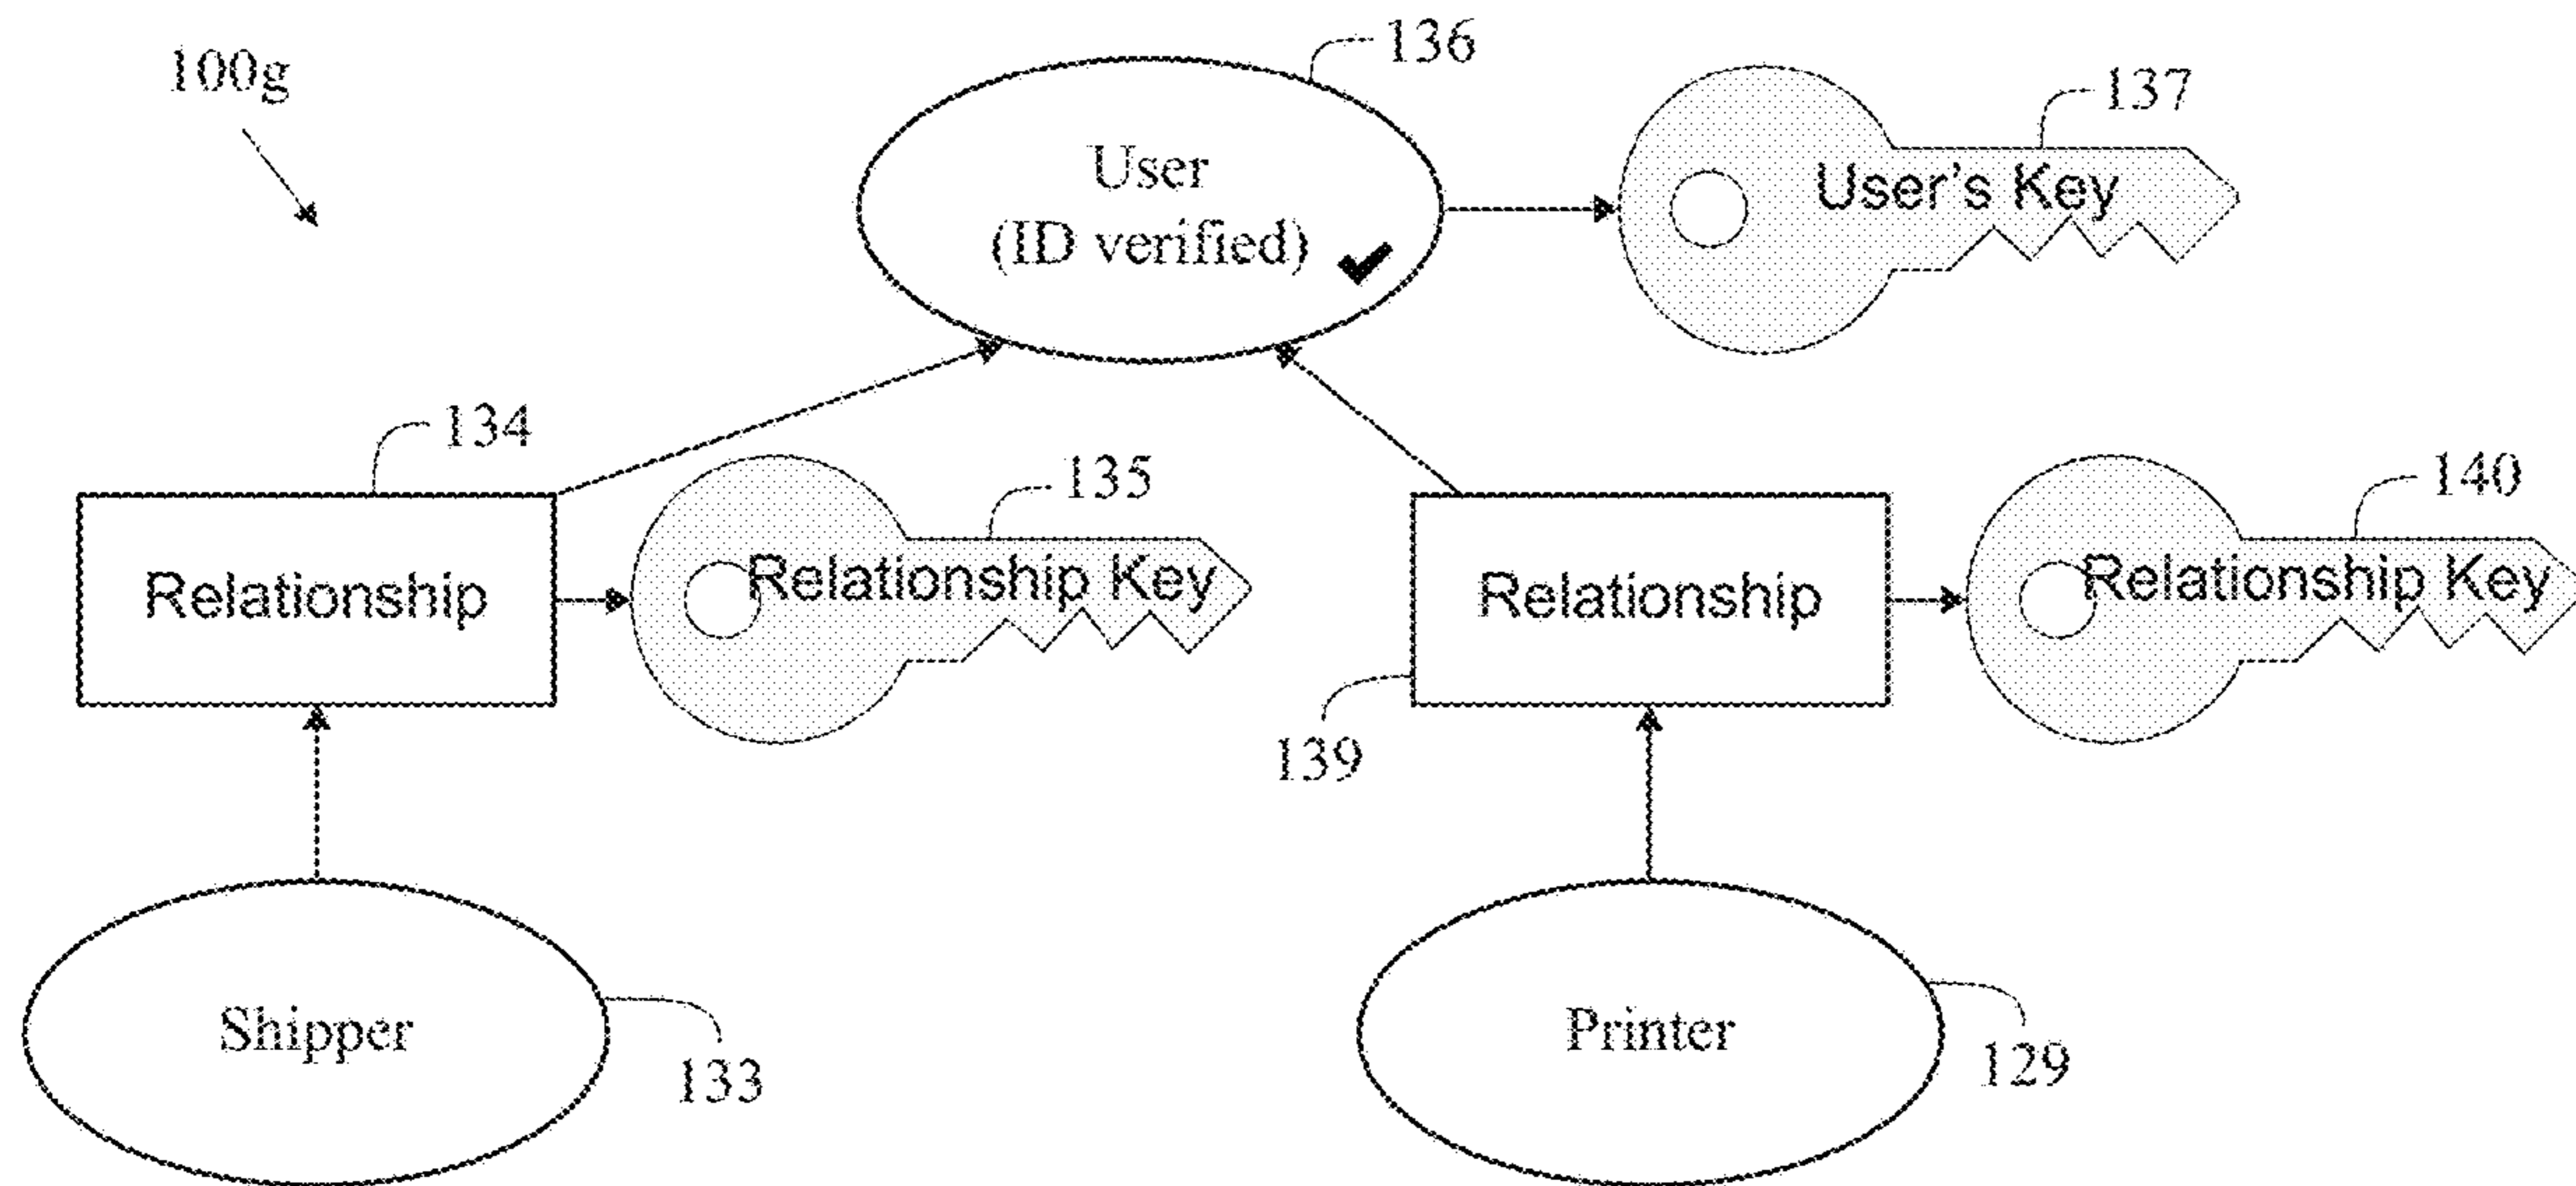 100g
136
137
User
(ID verified)
User's Key
134
135
140
Relationship
Relationship Key
Relationship
Relationship Key
139
Shipper
133
Printer
129